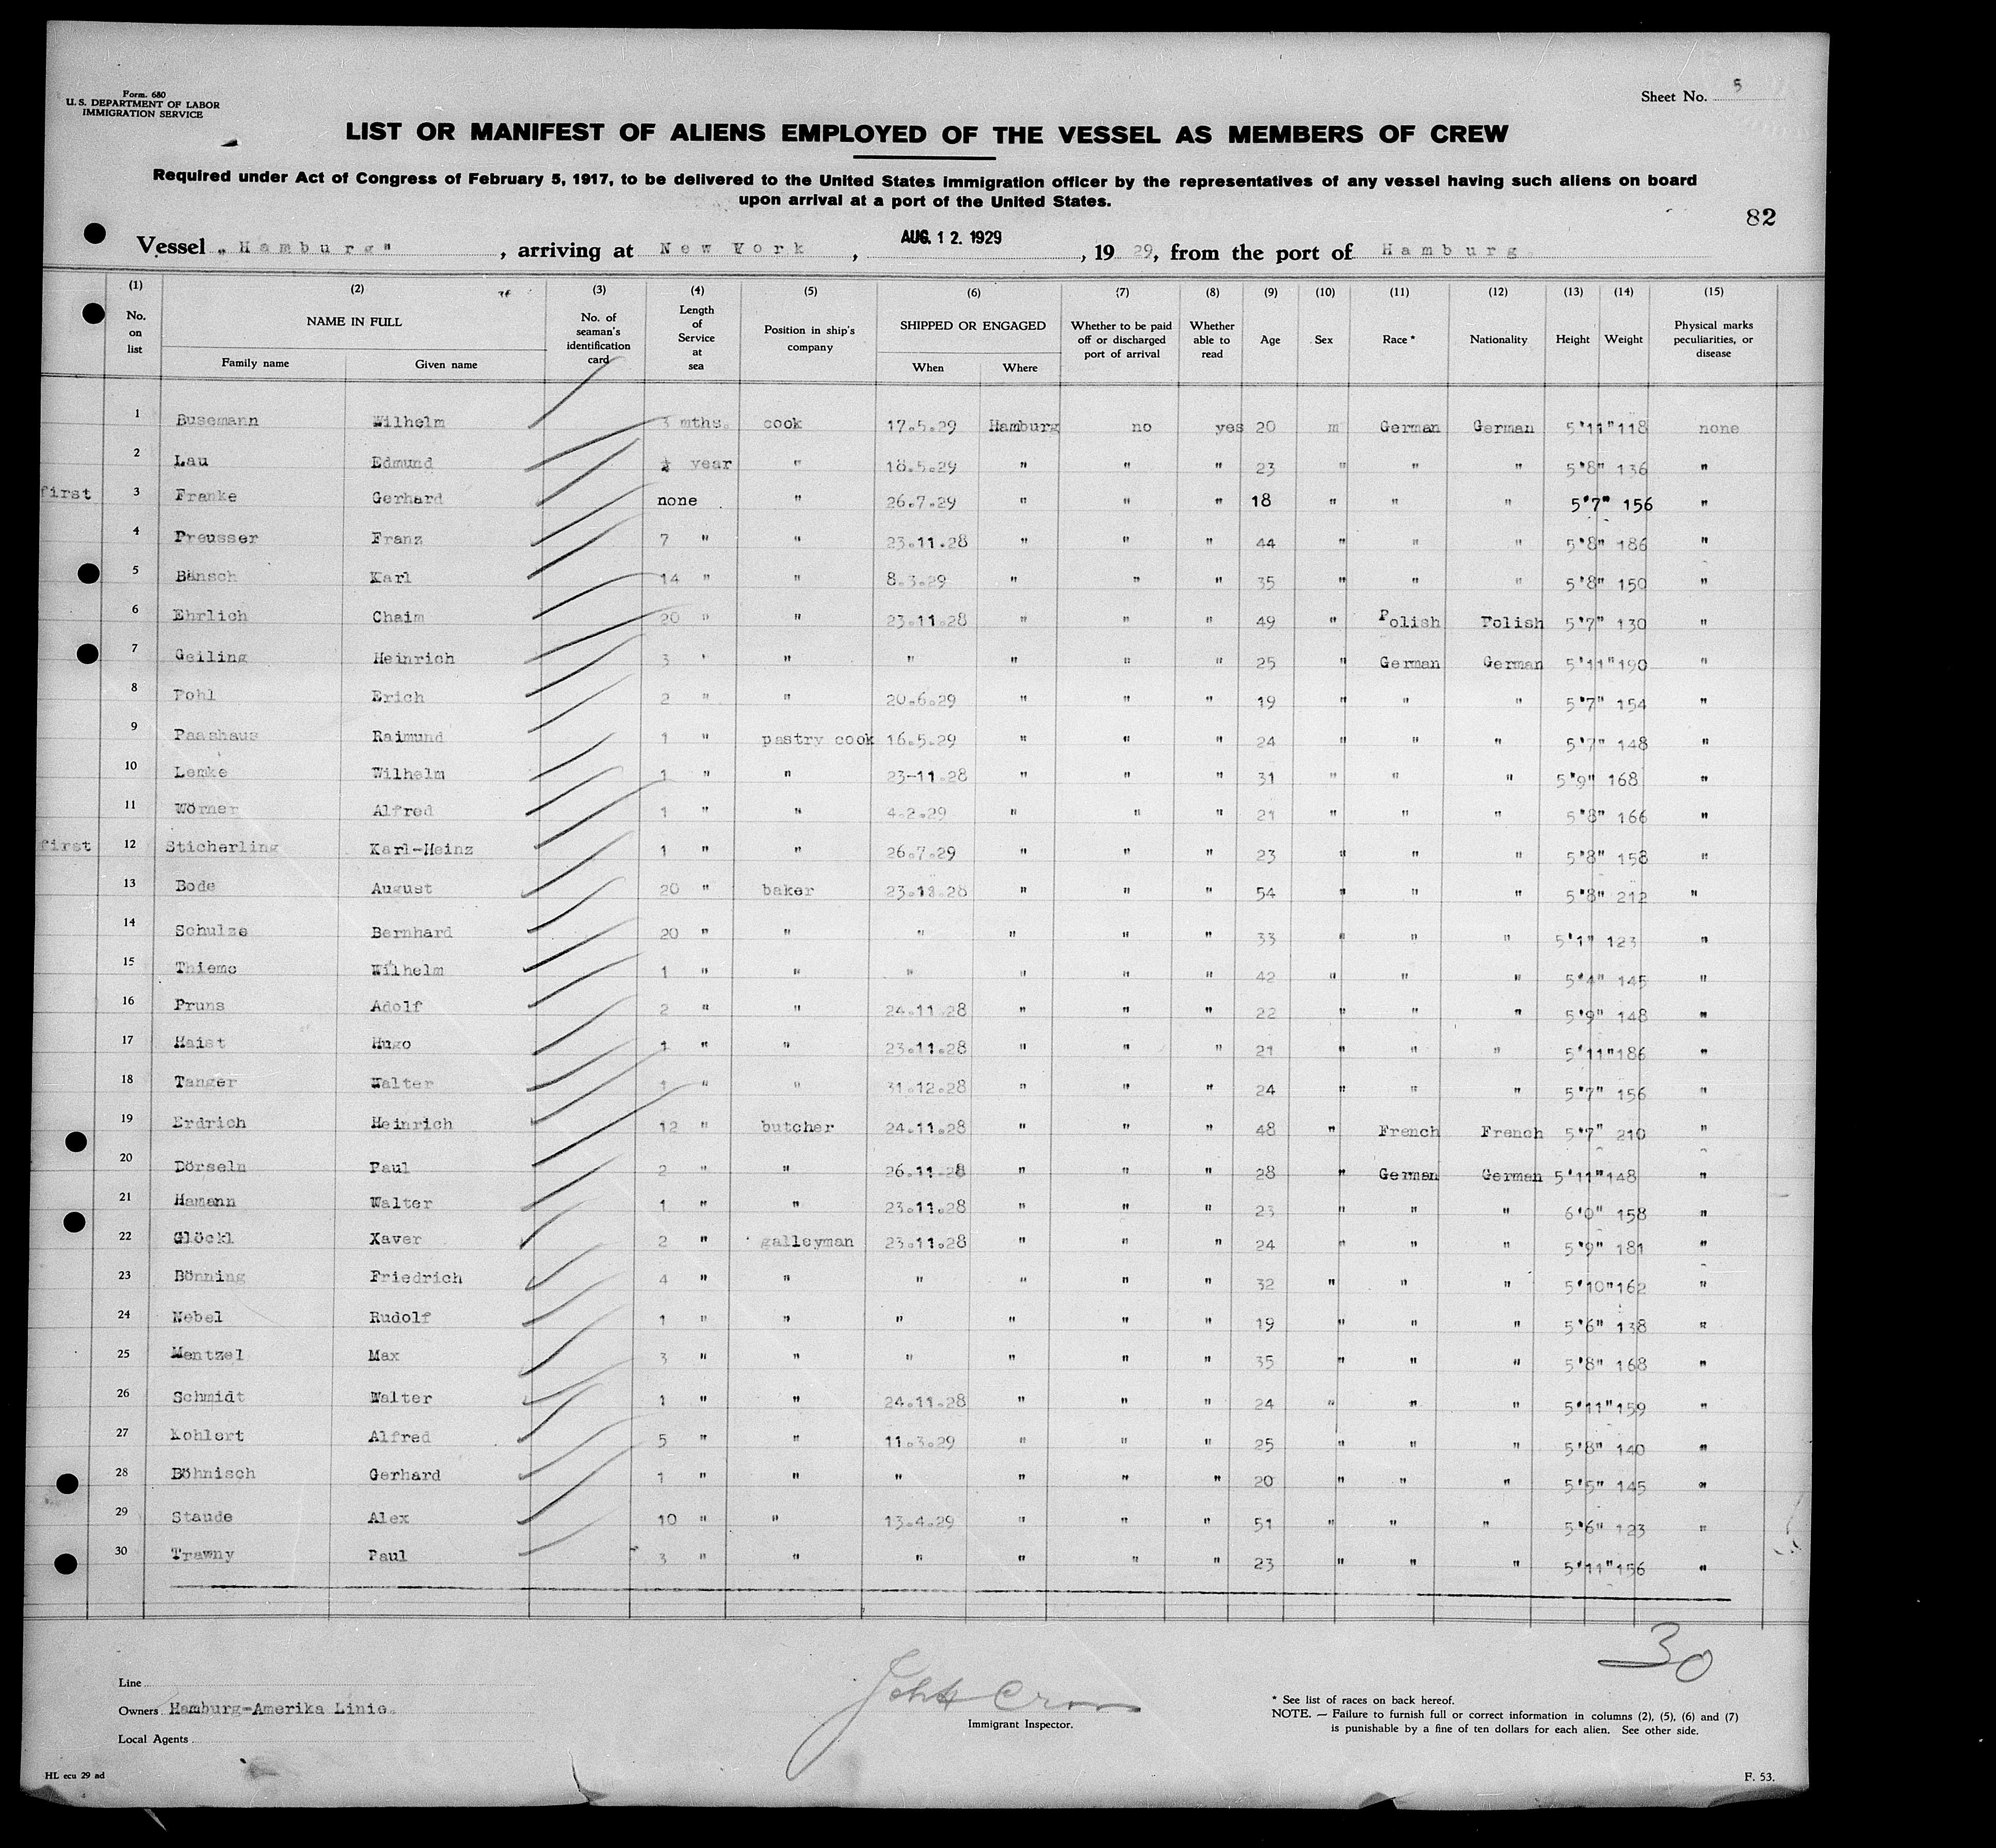 Form. 680
U. S. DEPARTMENT OF LABOR
IMMIGRATION SERVICE
Sheet No. 5
LIST OR MANIFEST OF ALIENS EMPLOYED OF THE VESSEL AS MEMBERS OF CREW
Required under Act of Congress of February 5, 1917, to be delivered to the United States Immigration officer by the representatives of any vessel having such aliens on board
upon arrival at a port of the United States.
82
Vessel „Hamburg", arriving at New York, AUG. 12. 1929, 1929, from the port of Hamburg.
(1) (2) (3) (4) (5) (6) (7) (8) (9) (10) (11) (12) (13) (14) (15)
No. on list NAME IN FULL No. of seaman's identification card Length of Service at sea Position in ship's company SHIPPED OR ENGAGED Whether to be paid off or discharged port of arrival Whether able to read Age Sex Race * Nationality Height Weight Physical marks peculiarities, or disease
Family name Given name When Where
1 Busemann Wilhelm 3 mths. cook 17.5.29 Hamburg no yes 20 m German German 5'11" 118 none
2 Lau Edmund year " 18.5.29 " " " 23 " " " 5'8" 136 "
first 3 Franke Gerhard none " 26.7.29 " " " 18 " " " 5'7" 156 "
4 Preusser Franz 7 " " 23.11.28 " " " 44 " " " 5'8" 186 "
5 Bänsch Karl 14 " " 8.3.29 " " " 35 " " " 5'8" 150 "
6 Ehrlich Chaim 20 " " 23.11.28 " " " 49 " Polish Polish 5'7" 130 "
7 Geiling Heinrich 3 " " " " " " 25 " German German 5'11" 190 "
8 Pohl Erich 2 " " 20.6.29 " " " 19 " " " 5'7" 154 "
9 Paashaus Raimund 1 " pastry cook 16.5.29 " " " 24 " " " 5'7" 148 "
10 Lemke Wilhelm 1 " " 23-11.28 " " " 31 " " " 5'9" 168 "
11 Wörner Alfred 1 " " 4.2.29 " " " 21 " " " 5'8" 166 "
first 12 Sticherling Karl-Heinz 1 " " 26.7.29 " " " 23 " " " 5'8" 158 "
13 Bode August 20 " baker 23.11.28 " " " 54 " " " 5'8" 212 "
14 Schulze Bernhard 20 " " " " " " 33 " " " 5'1" 123 "
15 Thieme Wilhelm 1 " " " " " " 42 " " " 5'4" 145 "
16 Pruns Adolf 2 " " 24.11.28 " " " 22 " " " 5'9" 148 "
17 Haist Hugo 1 " " 23.11.28 " " " 21 " " " 5'11" 186 "
18 Tanger Walter 1 " " 31.12.28 " " " 24 " " " 5'7" 156 "
19 Erdrich Heinrich 12 " butcher 24.11.28 " " " 48 " French French 5'7" 210 "
20 Dörseln Paul 2 " " 26.11.28 " " " 28 " German German 5'11" 148 "
21 Hamann Walter 1 " " 23.11.28 " " " 23 " " " 6'0" 158 "
22 Glöckl Xaver 2 " galleyman 23.11.28 " " " 24 " " " 5'9" 181 "
23 Bönning Friedrich 4 " " " " " " 32 " " " 5'10" 162 "
24 Nebel Rudolf 1 " " " " " " 19 " " " 5'6" 138 "
25 Mentzel Max 3 " " " " " " 35 " " " 5'8" 168 "
26 Schmidt Walter 1 " " 24.11.28 " " " 24 " " " 5'11" 159 "
27 Kohlert Alfred 5 " " 11.3.29 " " " 25 " " " 5'8" 140 "
28 Böhnisch Gerhard 1 " " " " " " 20 " " " 5'5" 145 "
29 Staude Alex 10 " " 13.4.29 " " " 51 " " " 5'6" 123 "
30 Trawny Paul 3 " " " " " " 23 " " " 5'11" 156 "
30
Line
Owners Hamburg-Amerika Linie.
Local Agents
Immigrant Inspector.
* See list of races on back hereof.
NOTE. — Failure to furnish full or correct information in columns (2), (5), (6) and (7)
is punishable by a fine of ten dollars for each alien. See other side.
HL ecu 29 ad
F. 53.